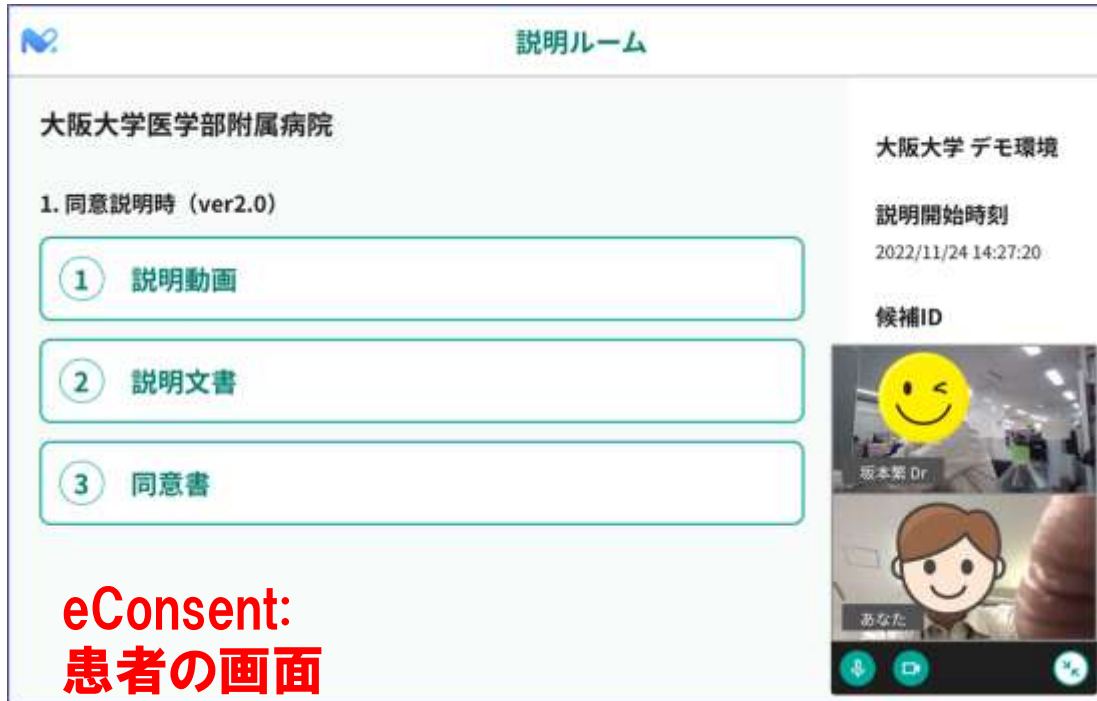 説明ルーム
大阪大学医学部附属病院
1. 同意説明時（ver2.0）
1 説明動画
2 説明文書
3 同意書
大阪大学 デモ環境
説明開始時刻
2022/11/24 14:27:20
候補ID
坂本繁 Dr
あなた
eConsent:
患者の画面